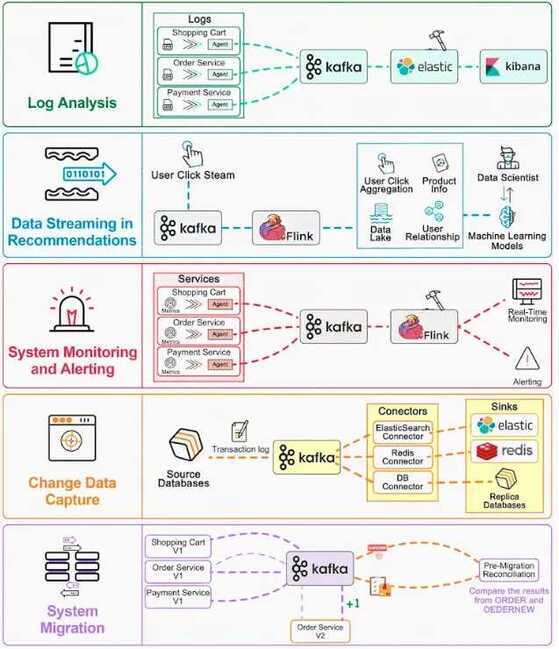 Log Analysis
Logs
Shopping Cart
Agent
Order Service
Agent
Payment Service
Agent
kafka
elastic
kibana
Data Streaming in
Recommendations
0110101
User Click Steam
kafka
Flink
User Click
Aggregation
Product
Info
Data
Lake
User
Relationship
Data Scientist
Machine Learning
Models
System Monitoring
and Alerting
Services
Shopping Cart
Metrics
Agent
Order Service
Metrics
Agent
Payment Service
Metrics
Agent
kafka
Flink
Real-Time
Monitoring
Alerting
Change Data
Capture
Source
Databases
Transaction log
kafka
Conectors
ElasticSearch
Connector
Redis
Connector
DB
Connector
Sinks
elastic
redis
Replica
Databases
System
Migration
Shopping Cart
V1
Order Service
V1
Payment Service
V1
kafka
+1
Order Service
V2
Pre-Migration
Reconciliation
Compare the results
from ORDER and
OEDERNEW